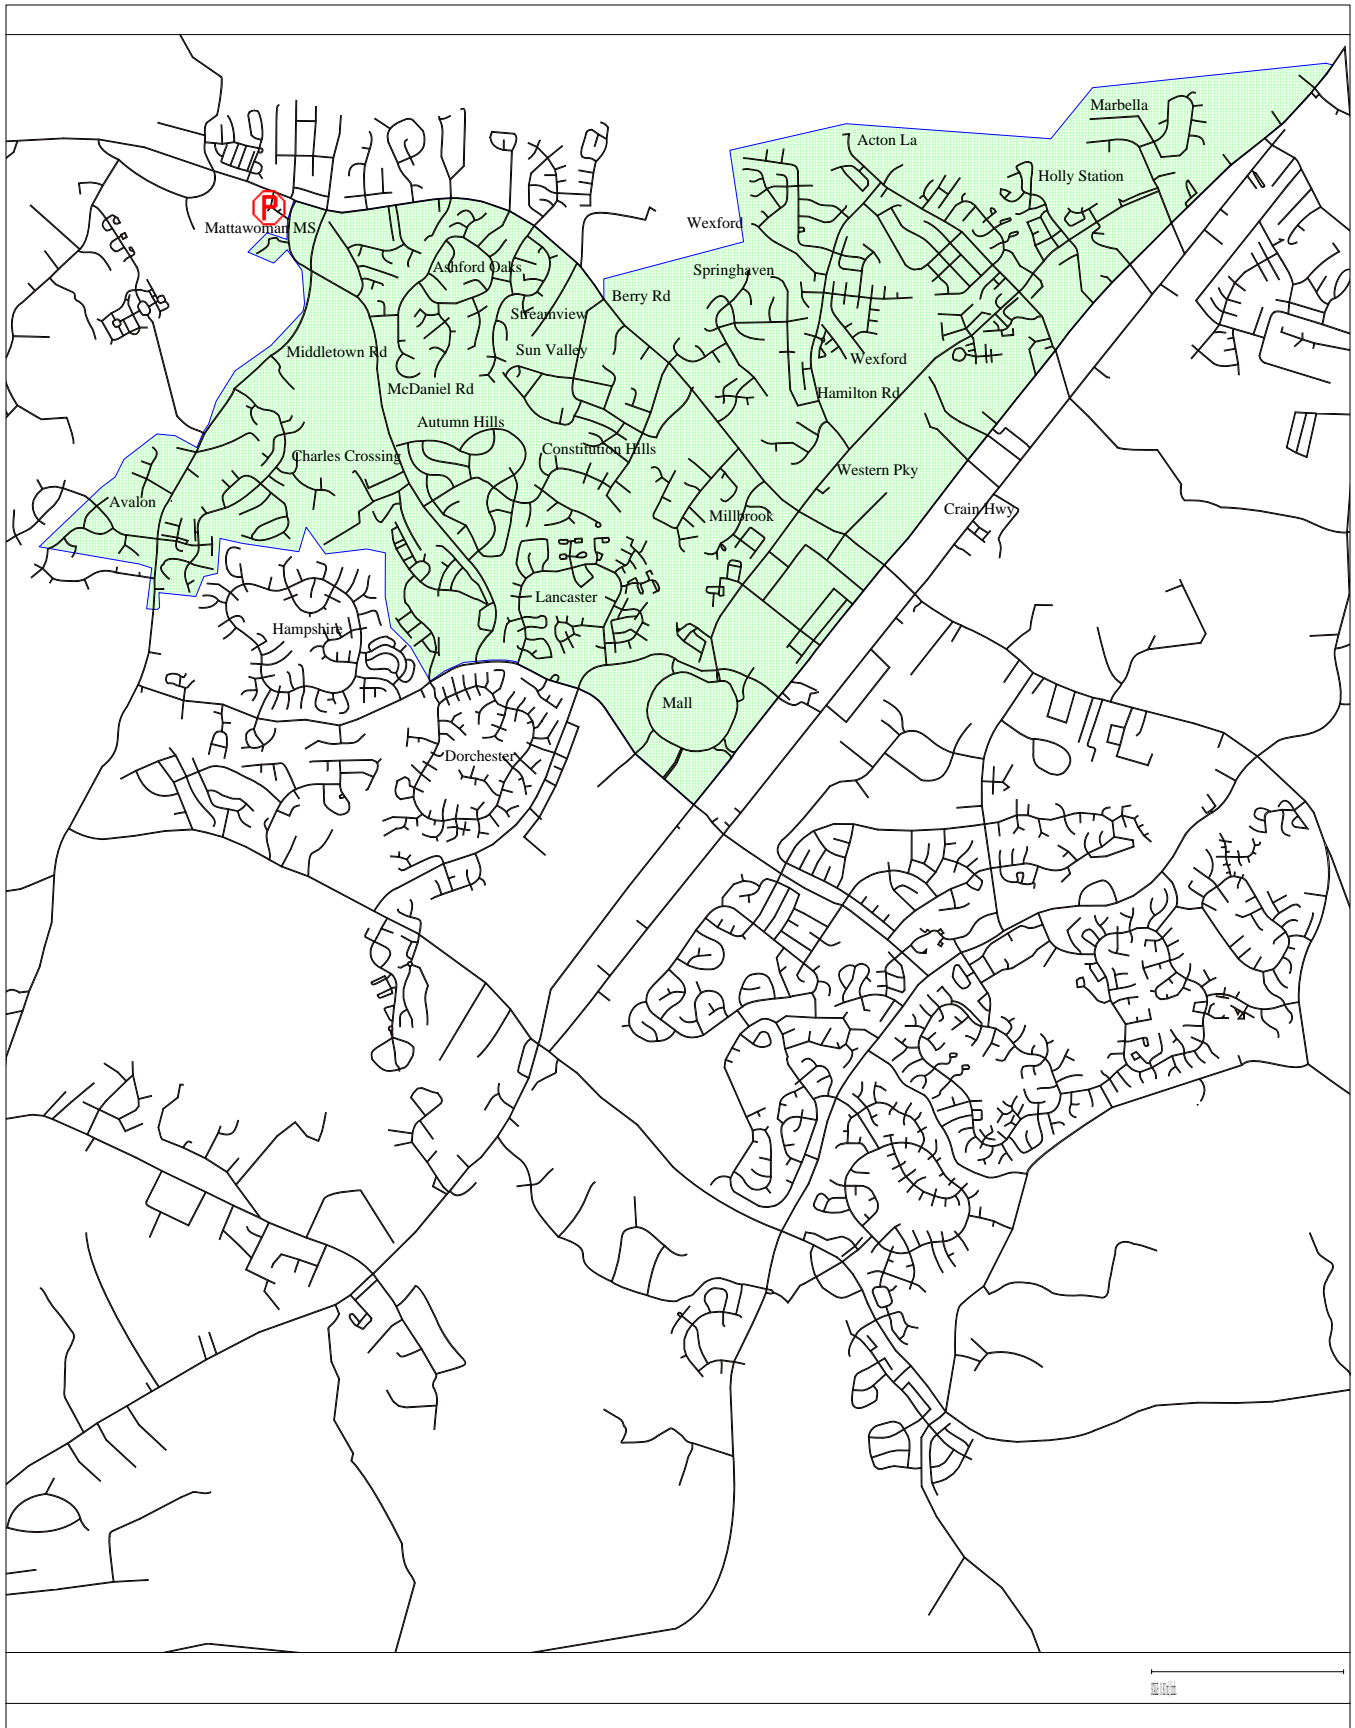 Marbella
Acton La
Holly Station
P
Mattawoman MS
Wexford
Ashford Oaks
Springhaven
Berry Rd
Streamview
Middletown Rd
Sun Valley
Wexford
McDaniel Rd
Hamilton Rd
Autumn Hills
Constitution Hills
Charles Crossing
Western Pky
Avalon
Crain Hwy
Millbrook
Lancaster
Hampshire
Mall
Dorchester